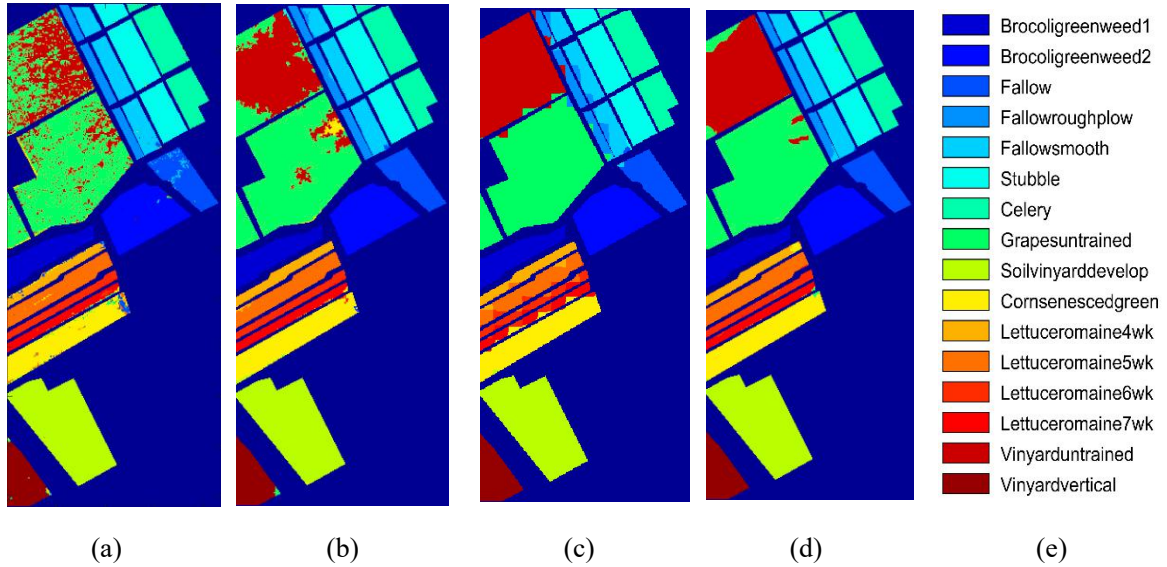 Brocoligreenweed1
Brocoligreenweed2
Fallow
Fallowroughplow
Fallowsmooth
Stubble
Celery
Grapesuntrained
Soilvinyarddevelop
Cornsenescedgreen
Lettuceromaine4wk
Lettuceromaine5wk
Lettuceromaine6wk
Lettuceromaine7wk
Vinyarduntrained
Vinyardvertical
(a) (b) (c) (d) (e)